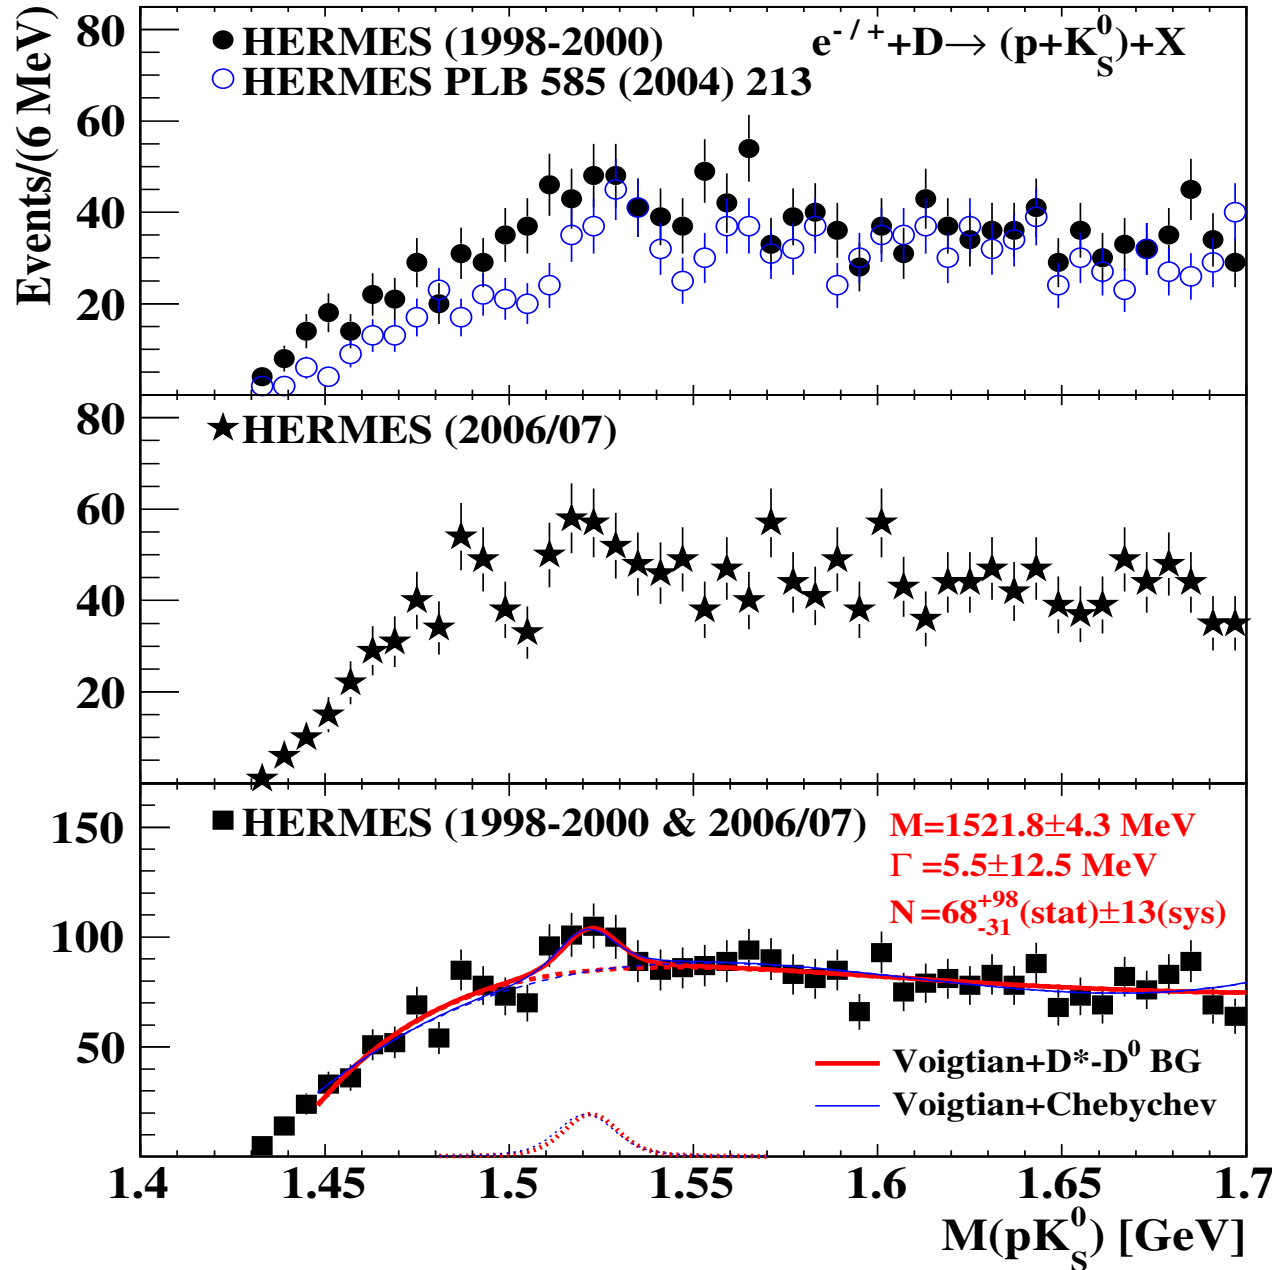 Events/(6 MeV)
80
60
40
20
HERMES (1998-2000)
HERMES PLB 585 (2004) 213
e⁻ᐟ⁺+D→ (p+K⁰_S)+X
80
60
40
20
HERMES (2006/07)
150
100
50
HERMES (1998-2000 & 2006/07)
M=1521.8±4.3 MeV
Γ =5.5±12.5 MeV
N=68⁺⁹⁸₋₃₁(stat)±13(sys)
Voigtian+D*-D⁰ BG
Voigtian+Chebychev
1.4 1.45 1.5 1.55 1.6 1.65 1.7
M(pK⁰_S) [GeV]